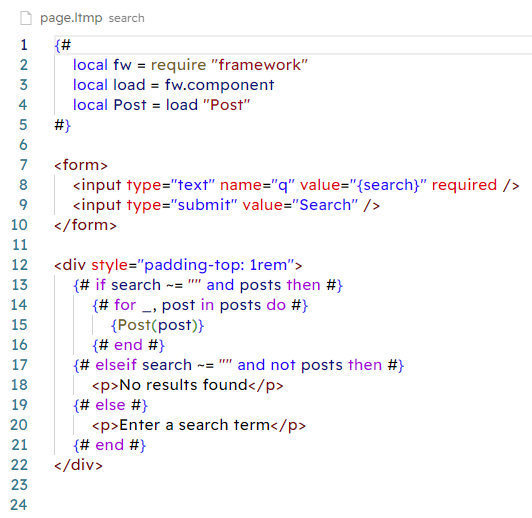 page.ltmp search
1 {#
2 local fw = require "framework"
3 local load = fw.component
4 local Post = load "Post"
5 #}
6
7 <form>
8 <input type="text" name="q" value="{search}" required />
9 <input type="submit" value="Search" />
10 </form>
11
12 <div style="padding-top: 1rem">
13 {# if search ~= "" and posts then #}
14 {# for _, post in posts do #}
15 {Post(post)}
16 {# end #}
17 {# elseif search ~= "" and not posts then #}
18 <p>No results found</p>
19 {# else #}
20 <p>Enter a search term</p>
21 {# end #}
22 </div>
23
24